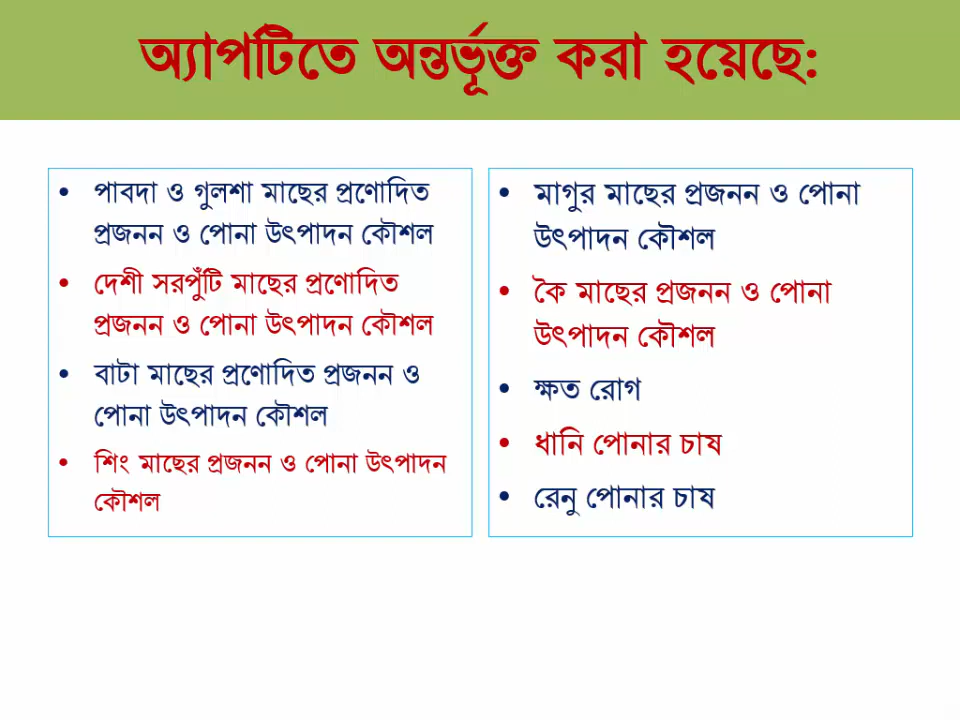 অ্যাপটিতে অন্তর্ভূক্ত করা হয়েছে:
• পাবদা ও গুলশা মাছের প্রণোদিত
প্রজনন ও পোনা উৎপাদন কৌশল
• দেশী সরপুঁটি মাছের প্রণোদিত
প্রজনন ও পোনা উৎপাদন কৌশল
• বাটা মাছের প্রণোদিত প্রজনন ও
পোনা উৎপাদন কৌশল
• শিং মাছের প্রজনন ও পোনা উৎপাদন
কৌশল
• মাগুর মাছের প্রজনন ও পোনা
উৎপাদন কৌশল
• কৈ মাছের প্রজনন ও পোনা
উৎপাদন কৌশল
• ক্ষত রোগ
• ধানি পোনার চাষ
• রেনু পোনার চাষ